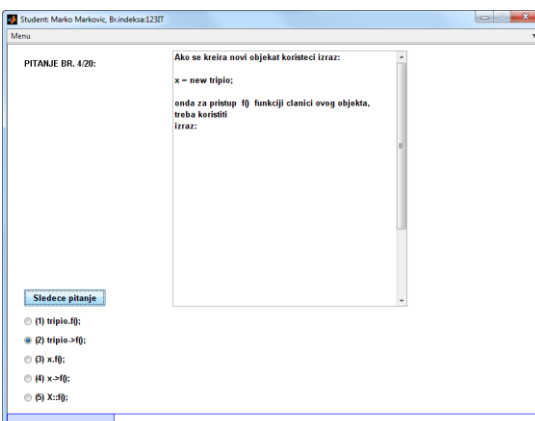 Student: Marko Markovic, Br.indeksa:123IT
Menu
PITANJE BR. 4/20:
Ako se kreira novi objekat koristeci izraz:
x = new tripio;
onda za pristup f() funkciji clanici ovog objekta,
treba koristiti
izraz:
Sledece pitanje
(1) tripio.f();
(2) tripio->f();
(3) x.f();
(4) x->f();
(5) X::f();